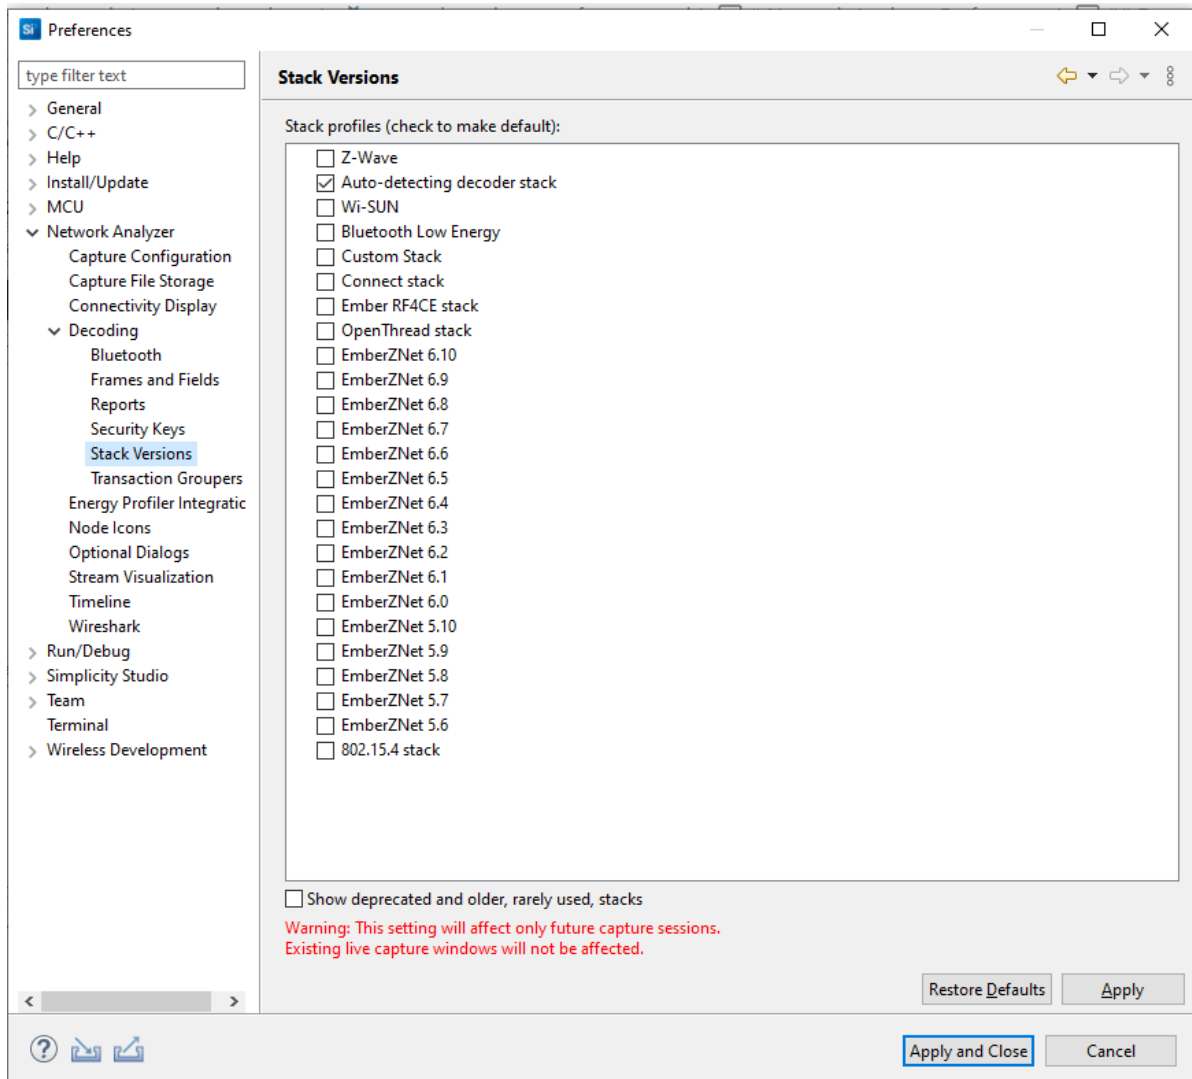 Si Preferences
type filter text
General
C/C++
Help
Install/Update
MCU
Network Analyzer
Capture Configuration
Capture File Storage
Connectivity Display
Decoding
Bluetooth
Frames and Fields
Reports
Security Keys
Stack Versions
Transaction Groupers
Energy Profiler Integratic
Node Icons
Optional Dialogs
Stream Visualization
Timeline
Wireshark
Run/Debug
Simplicity Studio
Team
Terminal
Wireless Development
Stack Versions
Stack profiles (check to make default):
Z-Wave
Auto-detecting decoder stack
Wi-SUN
Bluetooth Low Energy
Custom Stack
Connect stack
Ember RF4CE stack
OpenThread stack
EmberZNet 6.10
EmberZNet 6.9
EmberZNet 6.8
EmberZNet 6.7
EmberZNet 6.6
EmberZNet 6.5
EmberZNet 6.4
EmberZNet 6.3
EmberZNet 6.2
EmberZNet 6.1
EmberZNet 6.0
EmberZNet 5.10
EmberZNet 5.9
EmberZNet 5.8
EmberZNet 5.7
EmberZNet 5.6
802.15.4 stack
Show deprecated and older, rarely used, stacks
Warning: This setting will affect only future capture sessions.
Existing live capture windows will not be affected.
Restore Defaults Apply
Apply and Close Cancel